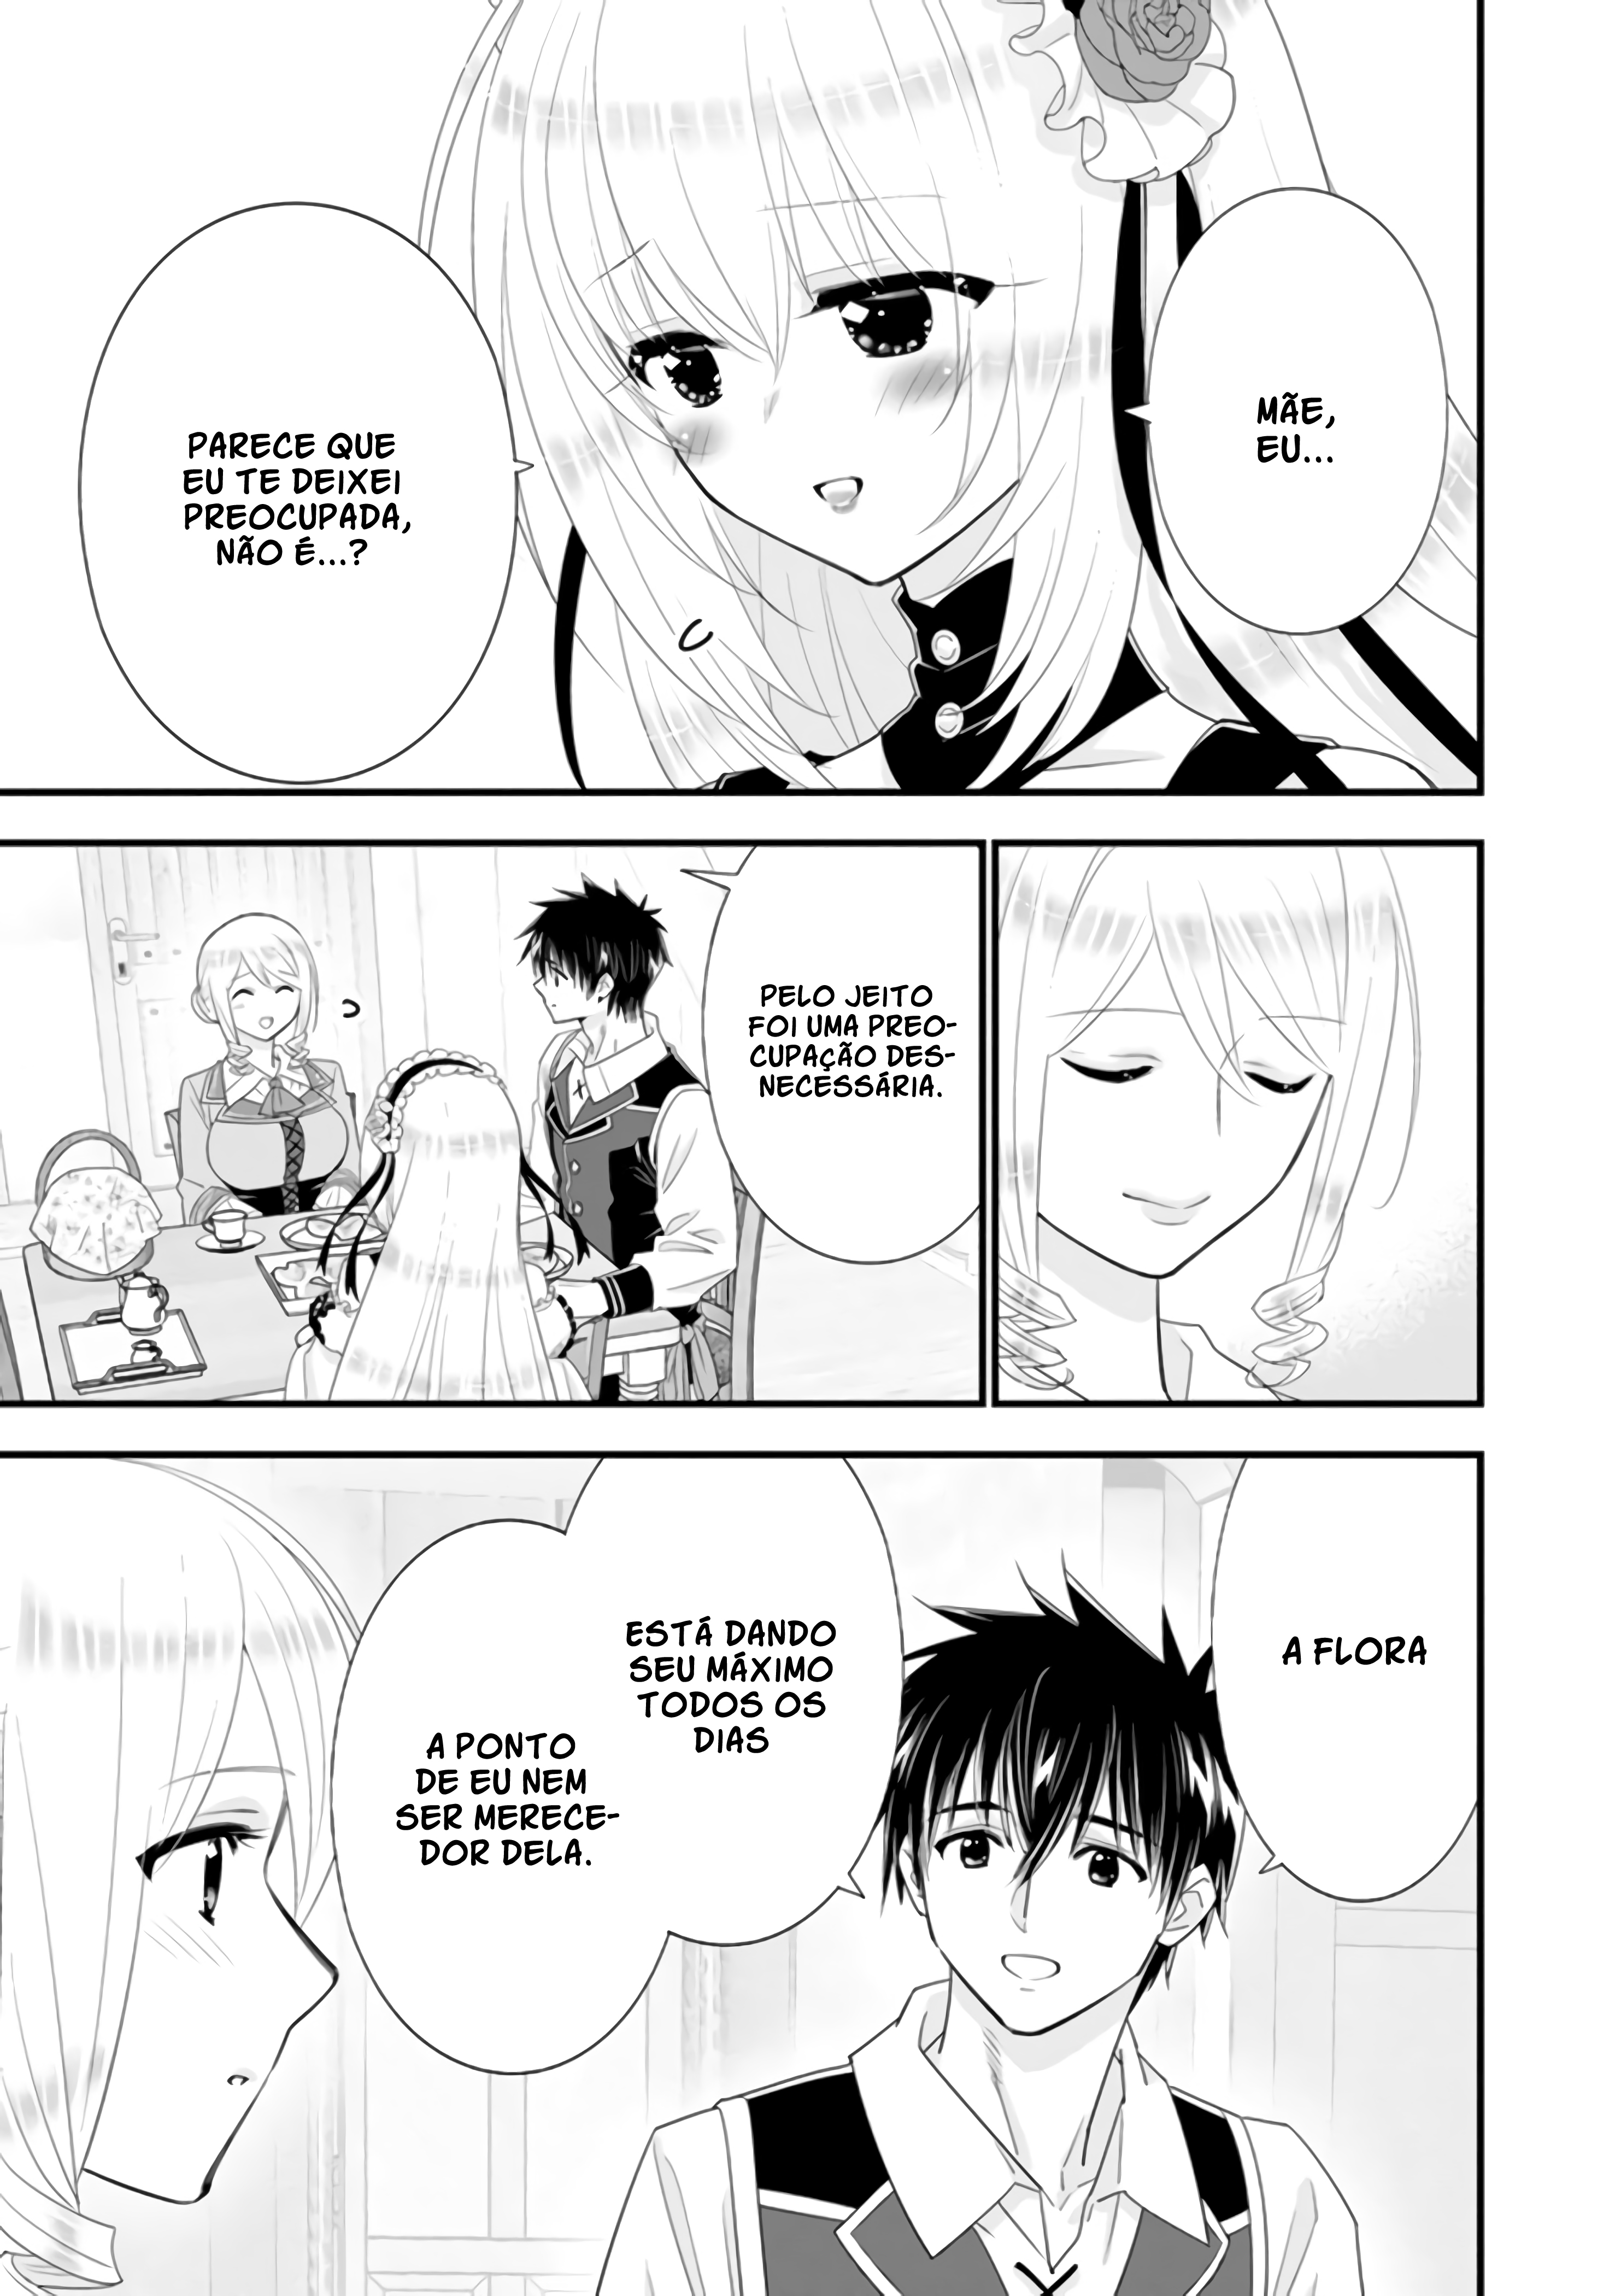 MÃE,
EU...
PARECE QUE
EU TE DEIXEI
PREOCUPADA,
NÃO É...?
PELO JEITO
FOI UMA PREO-
CUPAÇÃO DES-
NECESSÁRIA.
A FLORA
ESTÁ DANDO
SEU MÁXIMO
TODOS OS
DIAS
A PONTO
DE EU NEM
SER MERECE-
DOR DELA.